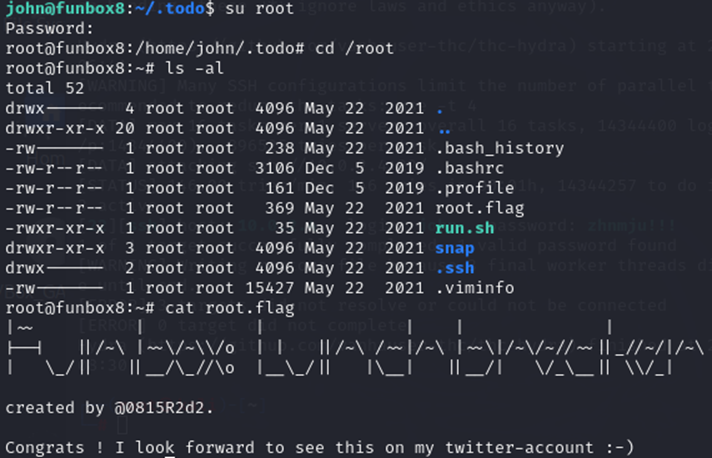 john@funbox8:~/.todo$ su root
Password:
root@funbox8:/home/john/.todo# cd /root
root@funbox8:~# ls -al
total 52
drwx------  4 root root  4096 May 22  2021 .
drwxr-xr-x 20 root root  4096 May 22  2021 ..
-rw-------  1 root root   238 May 22  2021 .bash_history
-rw-r--r--  1 root root  3106 Dec  5  2019 .bashrc
-rw-r--r--  1 root root   161 Dec  5  2019 .profile
-rw-r--r--  1 root root   369 May 22  2021 root.flag
-rwxr-xr-x  1 root root    35 May 22  2021 run.sh
drwxr-xr-x  3 root root  4096 May 22  2021 snap
drwx------  2 root root  4096 May 22  2021 .ssh
-rw-------  1 root root 15427 May 22  2021 .viminfo
root@funbox8:~# cat root.flag
created by @0815R2d2.
Congrats ! I look forward to see this on my twitter-account :-)